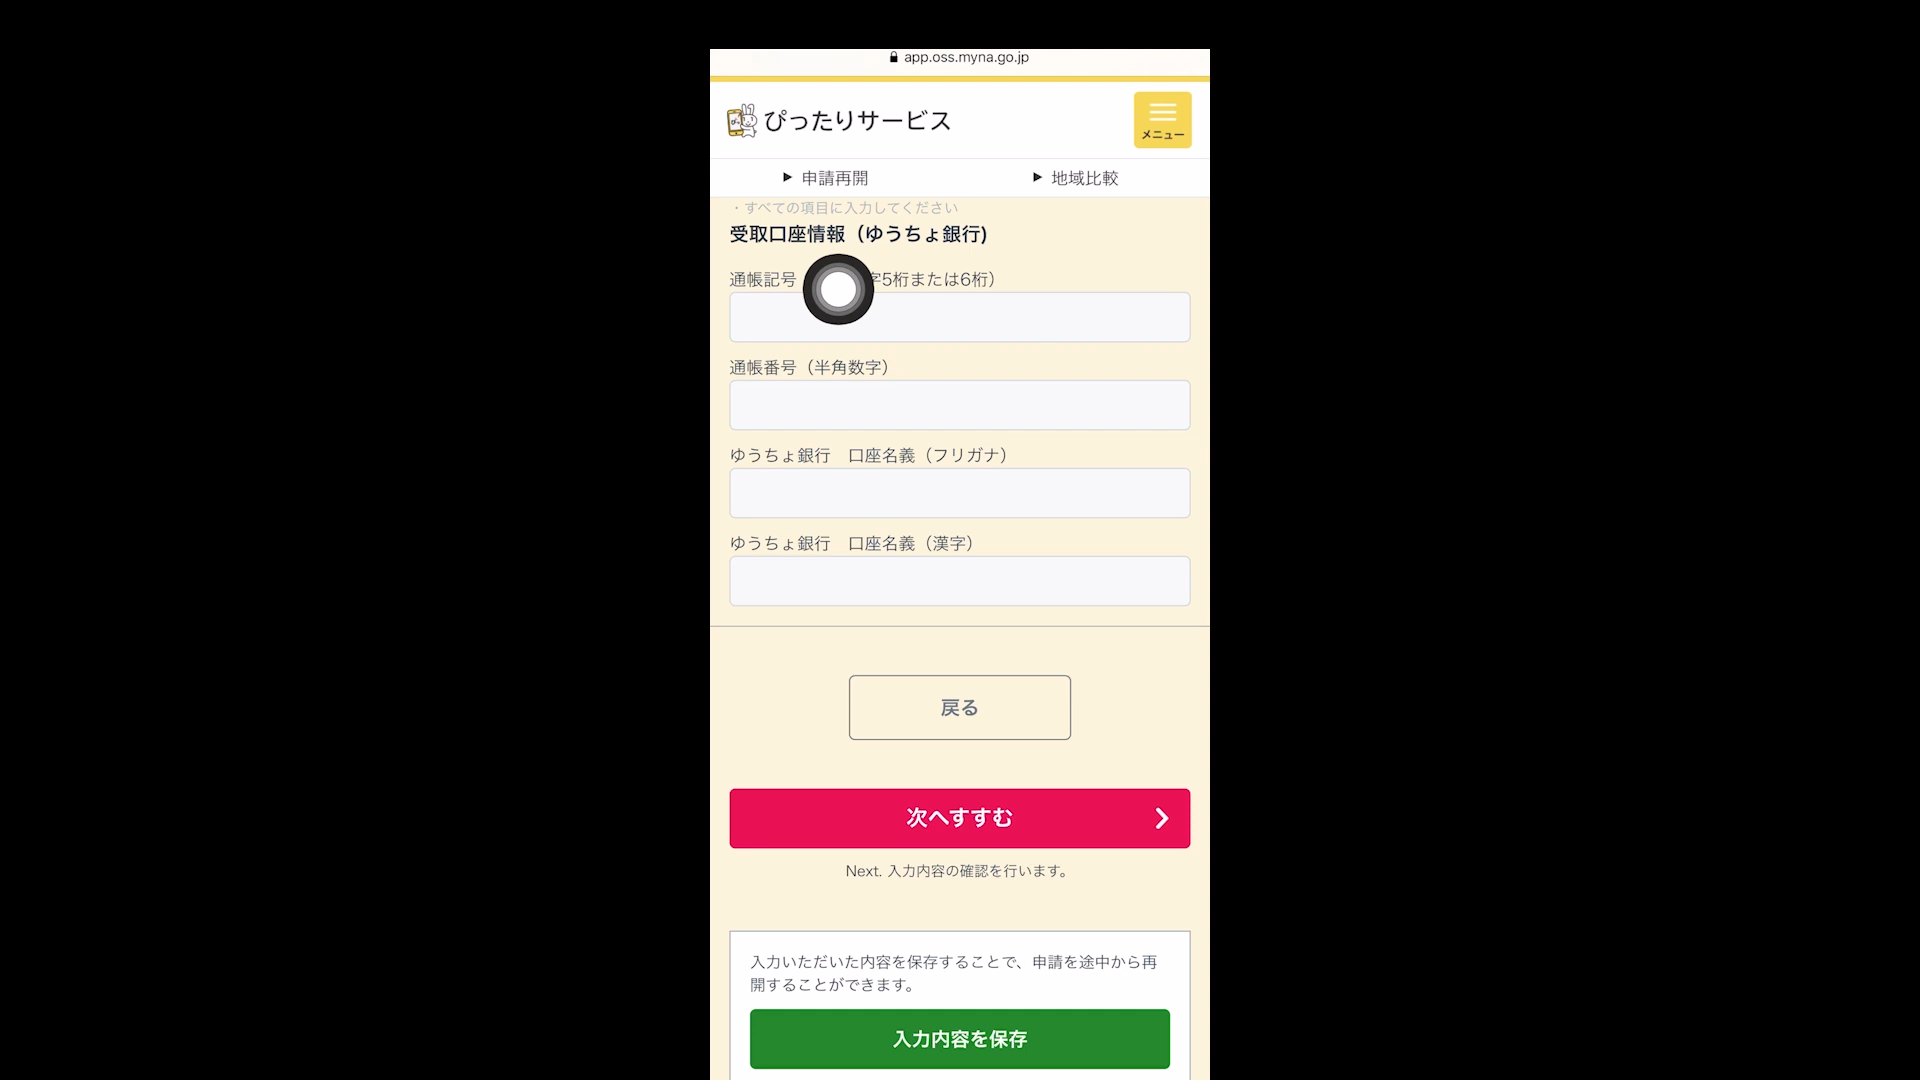 app.oss.myna.go.jp
ぴったりサービス
メニュー
▶ 申請再開
▶ 地域比較
・すべての項目に入力してください
受取口座情報（ゆうちょ銀行)
通帳記号 字5桁または6桁）
通帳番号（半角数字）
ゆうちょ銀行　口座名義（フリガナ）
ゆうちょ銀行　口座名義（漢字）
戻る
次へすすむ
Next. 入力内容の確認を行います。
入力いただいた内容を保存することで、申請を途中から再
開することができます。
入力内容を保存